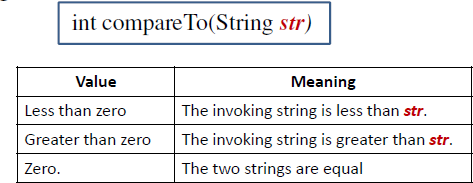 int compareTo(String str)
Value Meaning
Less than zero The invoking string is less than str.
Greater than zero The invoking string is greater than str.
Zero. The two strings are equal